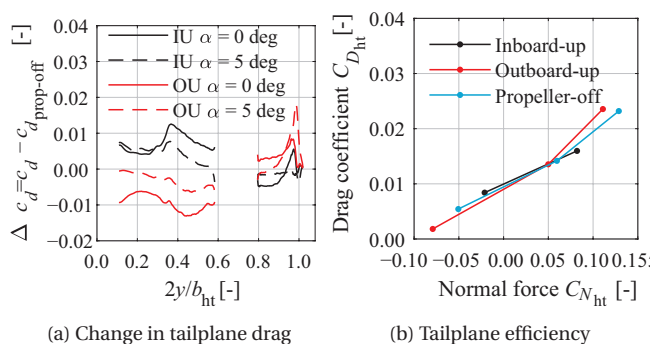 Δ c_d=c_d − c_d prop-off [-]
0.04
0.03
0.02
0.01
0.00
−0.01
−0.02
IU α = 0 deg
IU α = 5 deg
OU α = 0 deg
OU α = 5 deg
0.0 0.2 0.4 0.6 0.8 1.0
2y/b_ht [-]
(a) Change in tailplane drag
Drag coefficient C_D_ht [-]
0.04
0.03
0.02
0.01
0.00
Inboard-up
Outboard-up
Propeller-off
−0.10 −0.05 0.00 0.05 0.10 0.15
Normal force C_N_ht [-]
(b) Tailplane efficiency